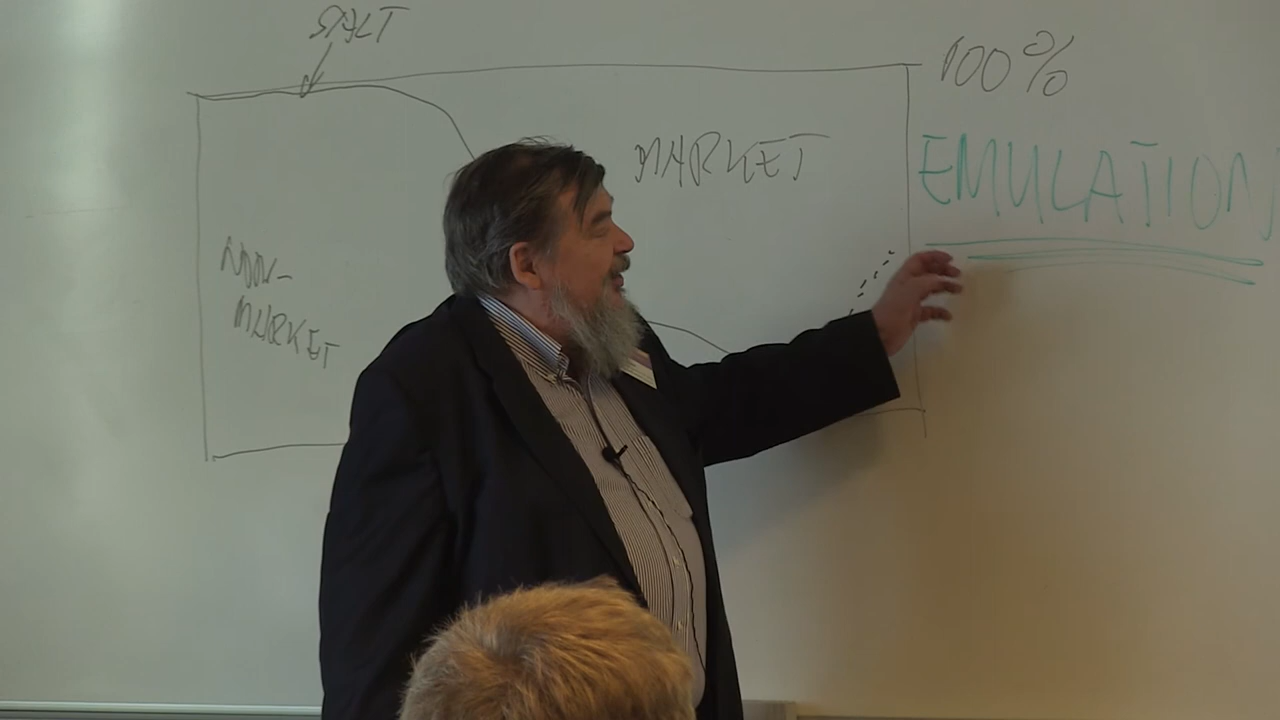 SALT
100%
MARKET
EMULATION
NON-
MARKET